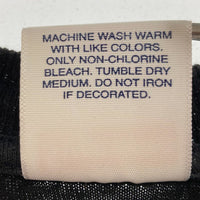 MACHINE WASH WARM
WITH LIKE COLORS.
ONLY NON-CHLORINE
BLEACH. TUMBLE DRY
MEDIUM. DO NOT IRON
IF DECORATED.